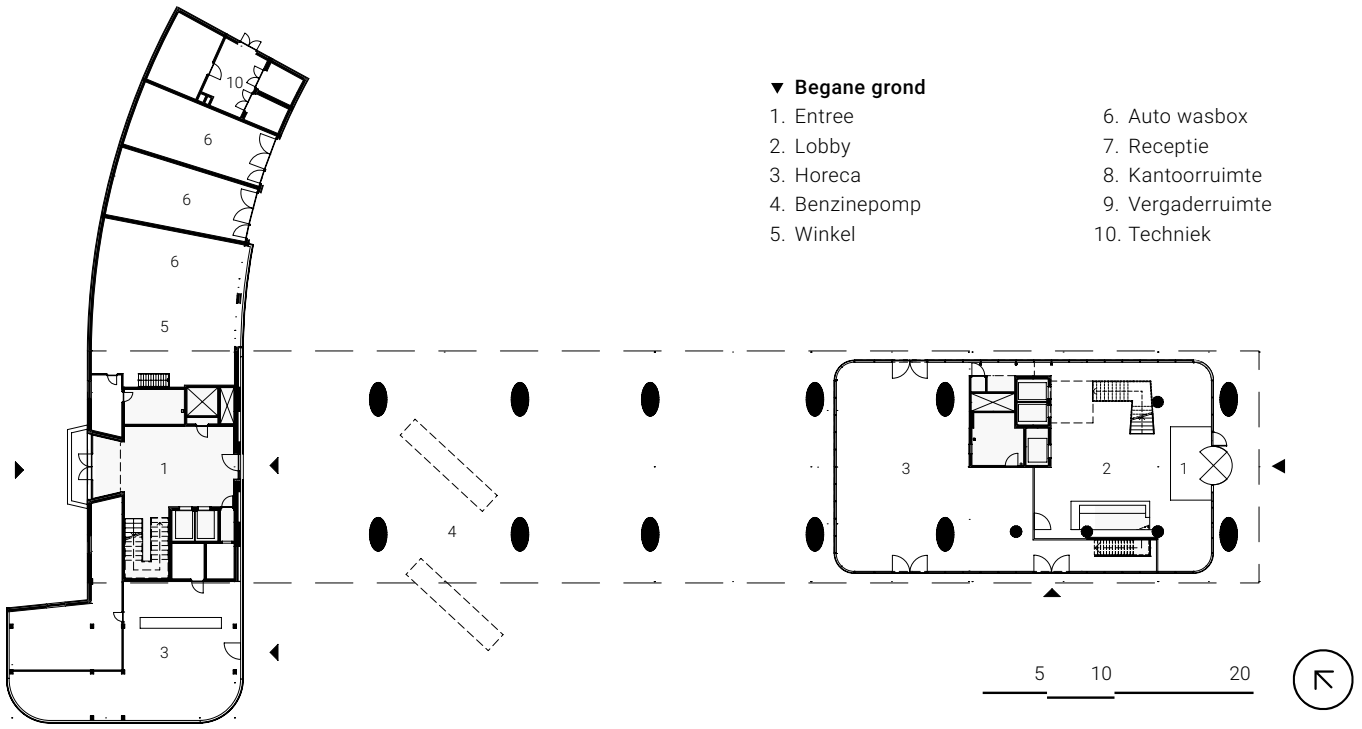 ▼ Begane grond
1. Entree
2. Lobby
3. Horeca
4. Benzinepomp
5. Winkel
6. Auto wasbox
7. Receptie
8. Kantoorruimte
9. Vergaderruimte
10. Techniek
10
6
6
6
5
1
3
4
3
2
1
5 10 20